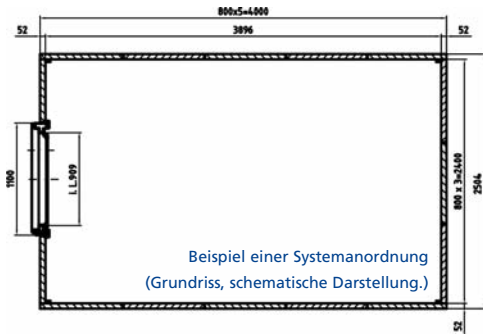 800x5=4000
52
3896
52
1100
i. L.909
800 x 3=2400
2504
Beispiel einer Systemanordnung
(Grundriss, schematische Darstellung.)
52